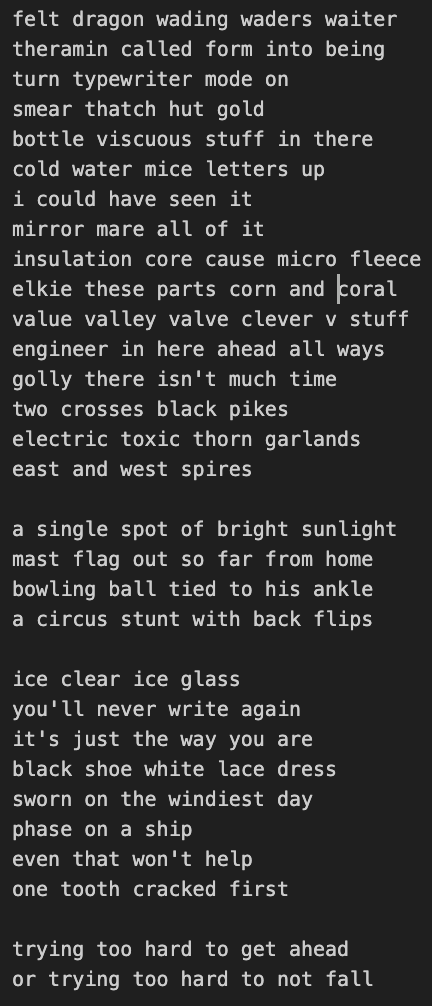 felt dragon wading waders waiter
theramin called form into being
turn typewriter mode on
smear thatch hut gold
bottle viscuous stuff in there
cold water mice letters up
i could have seen it
mirror mare all of it
insulation core cause micro fleece
elkie these parts corn and coral
value valley valve clever v stuff
engineer in here ahead all ways
golly there isn't much time
two crosses black pikes
electric toxic thorn garlands
east and west spires

a single spot of bright sunlight
mast flag out so far from home
bowling ball tied to his ankle
a circus stunt with back flips

ice clear ice glass
you'll never write again
it's just the way you are
black shoe white lace dress
sworn on the windiest day
phase on a ship
even that won't help
one tooth cracked first

trying too hard to get ahead
or trying too hard to not fall